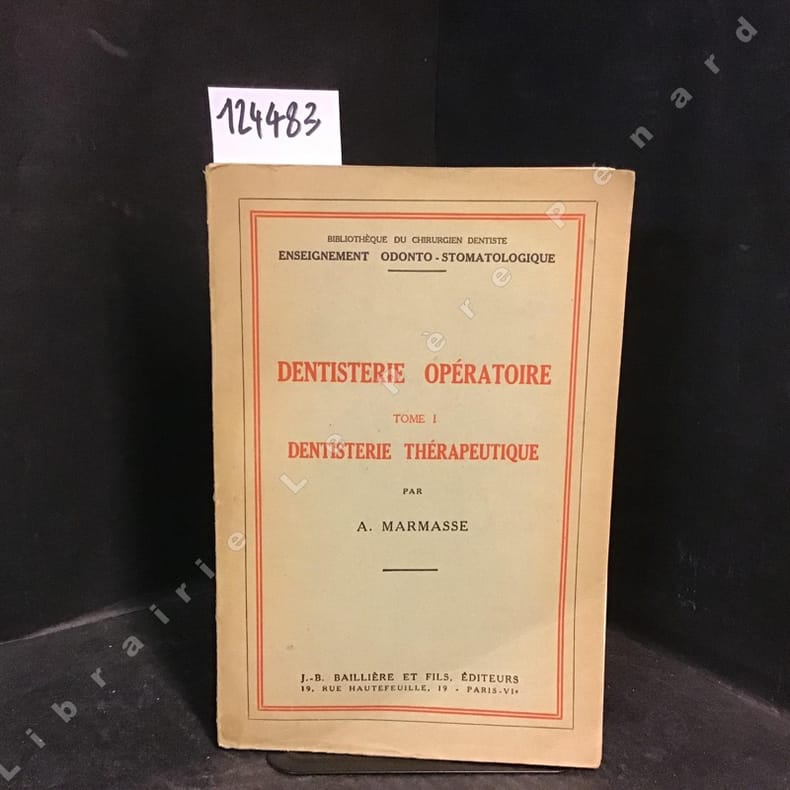 124483
BIBLIOTHÈQUE DU CHIRURGIEN DENTISTE
ENSEIGNEMENT ODONTO - STOMATOLOGIQUE
DENTISTERIE OPÉRATOIRE
TOME I
DENTISTERIE THÉRAPEUTIQUE
PAR
A. MARMASSE
J.-B. BAILLIÈRE ET FILS, ÉDITEURS
19, RUE HAUTEFEUILLE, 19 - PARIS-VIe
Librairie Le Père Pénard